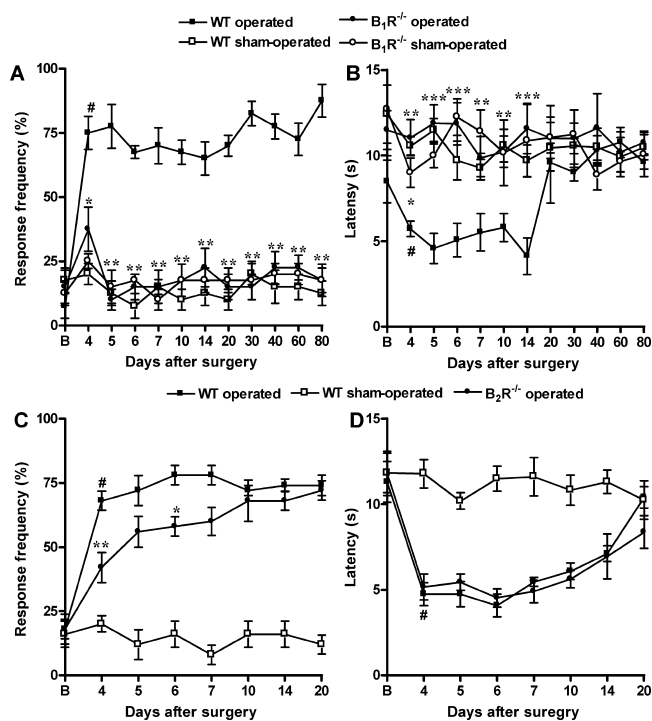 WT operated B₁R⁻/⁻ operated
WT sham-operated B₁R⁻/⁻ sham-operated
A
Response frequency (%)
100
75
50
25
0
#
*
** ** ** ** ** ** ** ** ** **
B 4 5 6 7 10 14 20 30 40 60 80
Days after surgery
B
Latensy (s)
15
10
5
0
** *** *** ** ** ***
*
#
B 4 5 6 7 10 14 20 30 40 60 80
Days after surgery
WT operated WT sham-operated B₂R⁻/⁻ operated
C
Response frequency (%)
100
75
50
25
0
#
**
*
B 4 5 6 7 10 14 20
Days after surgery
D
Latency (s)
15
10
5
0
#
B 4 5 6 7 10 14 20
Days after suregry